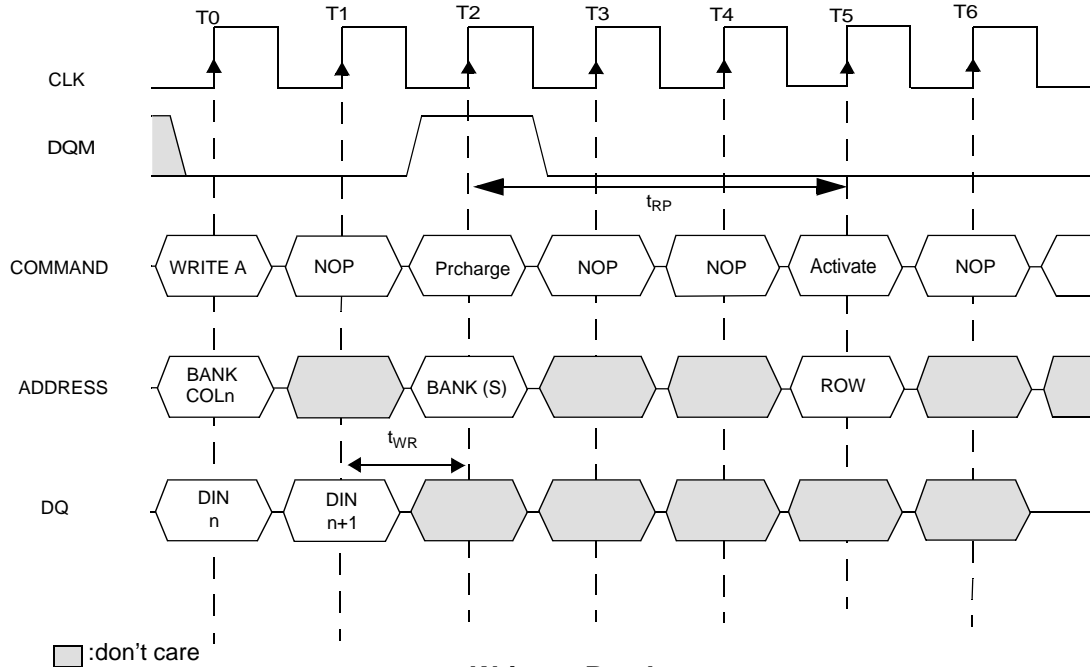 T0 T1 T2 T3 T4 T5 T6
CLK
DQM
tRP
COMMAND WRITE A NOP Prcharge NOP NOP Activate NOP
ADDRESS BANK COLn BANK (S) ROW
tWR
DQ DIN n DIN n+1
:don't care